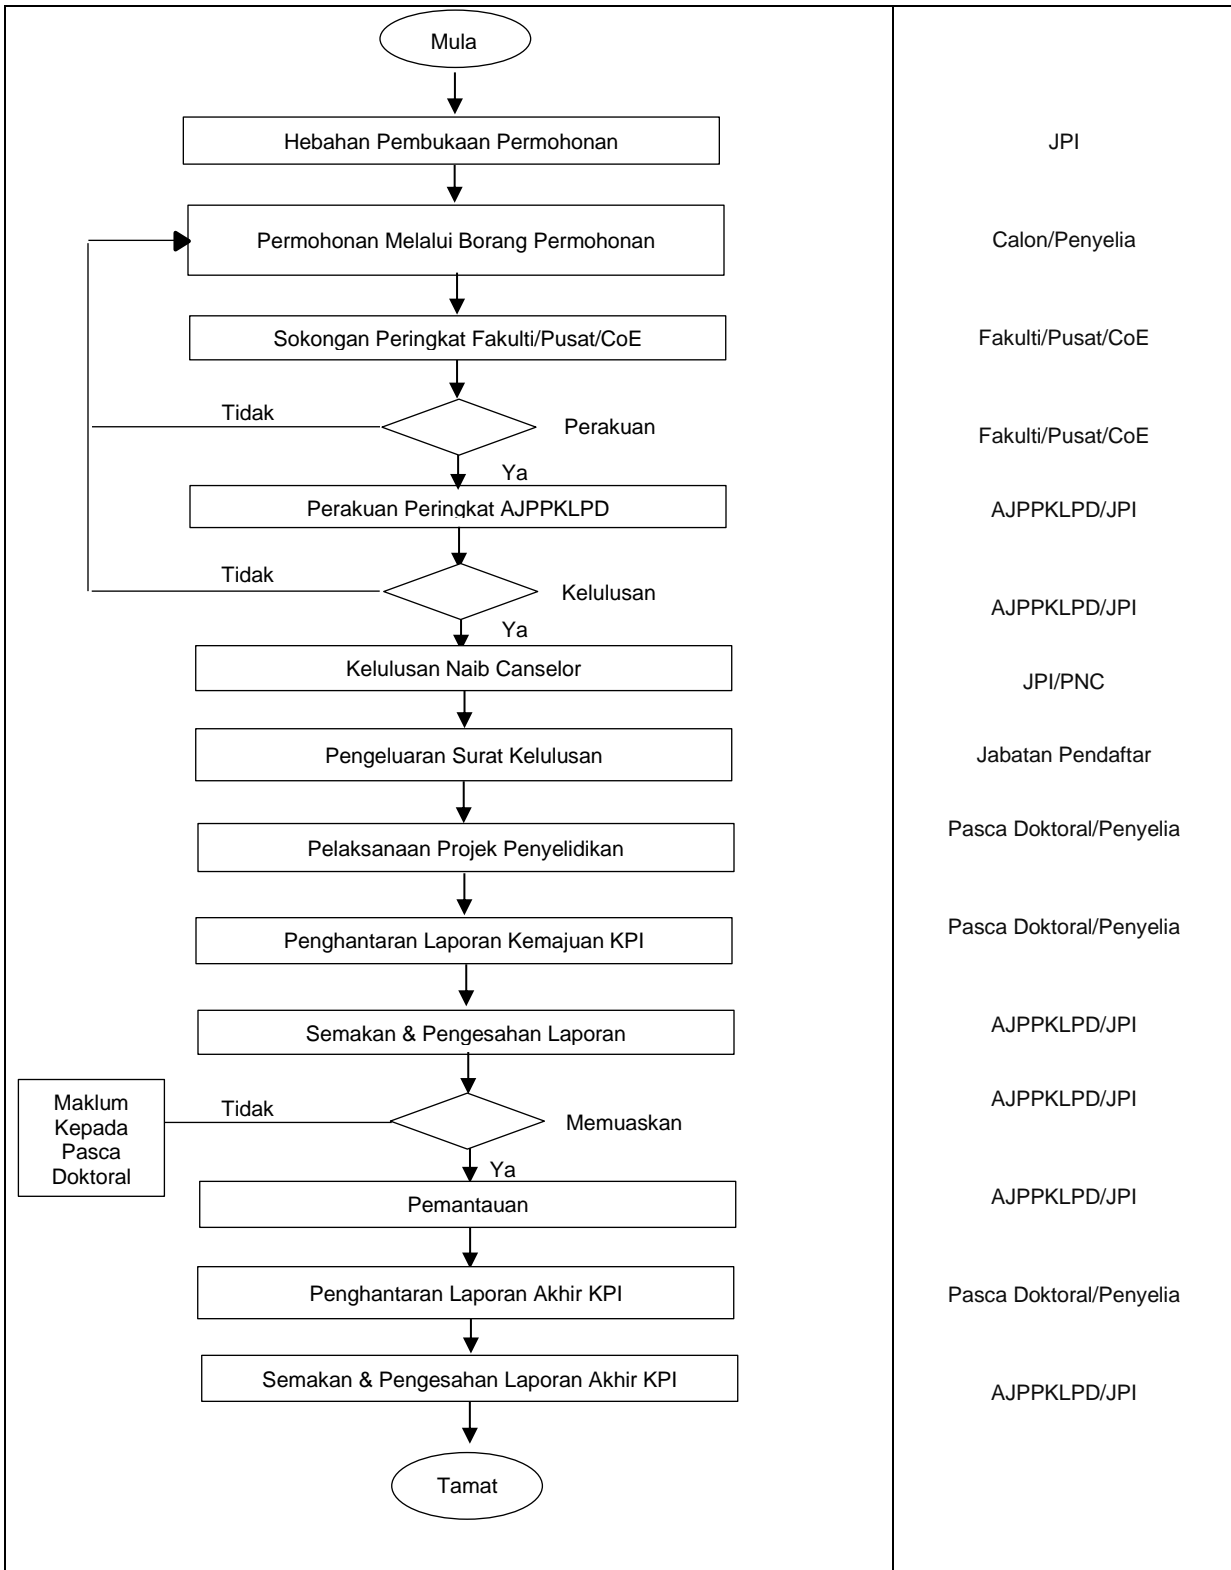 Mula
Hebahan Pembukaan Permohonan
JPI
Permohonan Melalui Borang Permohonan
Calon/Penyelia
Sokongan Peringkat Fakulti/Pusat/CoE
Fakulti/Pusat/CoE
Tidak
Perakuan
Fakulti/Pusat/CoE
Ya
Perakuan Peringkat AJPPKLPD
AJPPKLPD/JPI
Tidak
Kelulusan
AJPPKLPD/JPI
Ya
Kelulusan Naib Canselor
JPI/PNC
Pengeluaran Surat Kelulusan
Jabatan Pendaftar
Pelaksanaan Projek Penyelidikan
Pasca Doktoral/Penyelia
Penghantaran Laporan Kemajuan KPI
Pasca Doktoral/Penyelia
Semakan & Pengesahan Laporan
AJPPKLPD/JPI
Maklum
Kepada
Pasca
Doktoral
Tidak
Memuaskan
AJPPKLPD/JPI
Ya
Pemantauan
AJPPKLPD/JPI
Penghantaran Laporan Akhir KPI
Pasca Doktoral/Penyelia
Semakan & Pengesahan Laporan Akhir KPI
AJPPKLPD/JPI
Tamat